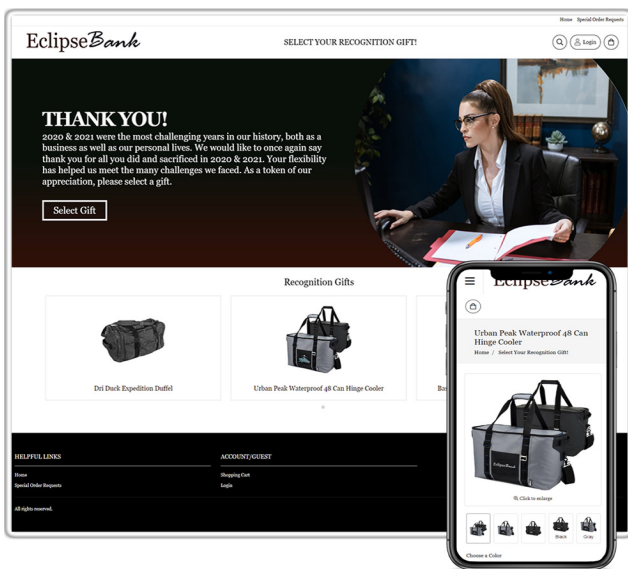 Home Special Order Requests
EclipseBank
SELECT YOUR RECOGNITION GIFT!
Login
THANK YOU!
2020 & 2021 were the most challenging years in our history, both as a
business as well as our personal lives. We would like to once again say
thank you for all you did and sacrificed in 2020 & 2021. Your flexibility
has helped us meet the many challenges we faced. As a token of our
appreciation, please select a gift.
Select Gift
Recognition Gifts
Dri Duck Expedition Duffel
Urban Peak Waterproof 48 Can Hinge Cooler
HELPFUL LINKS
Home
Special Order Requests
ACCOUNT/GUEST
Shopping Cart
Login
All rights reserved.
EclipseBank
Urban Peak Waterproof 48 Can
Hinge Cooler
Home / Select Your Recognition Gift!
EclipseBank
Click to enlarge
Black
Gray
Choose a Color